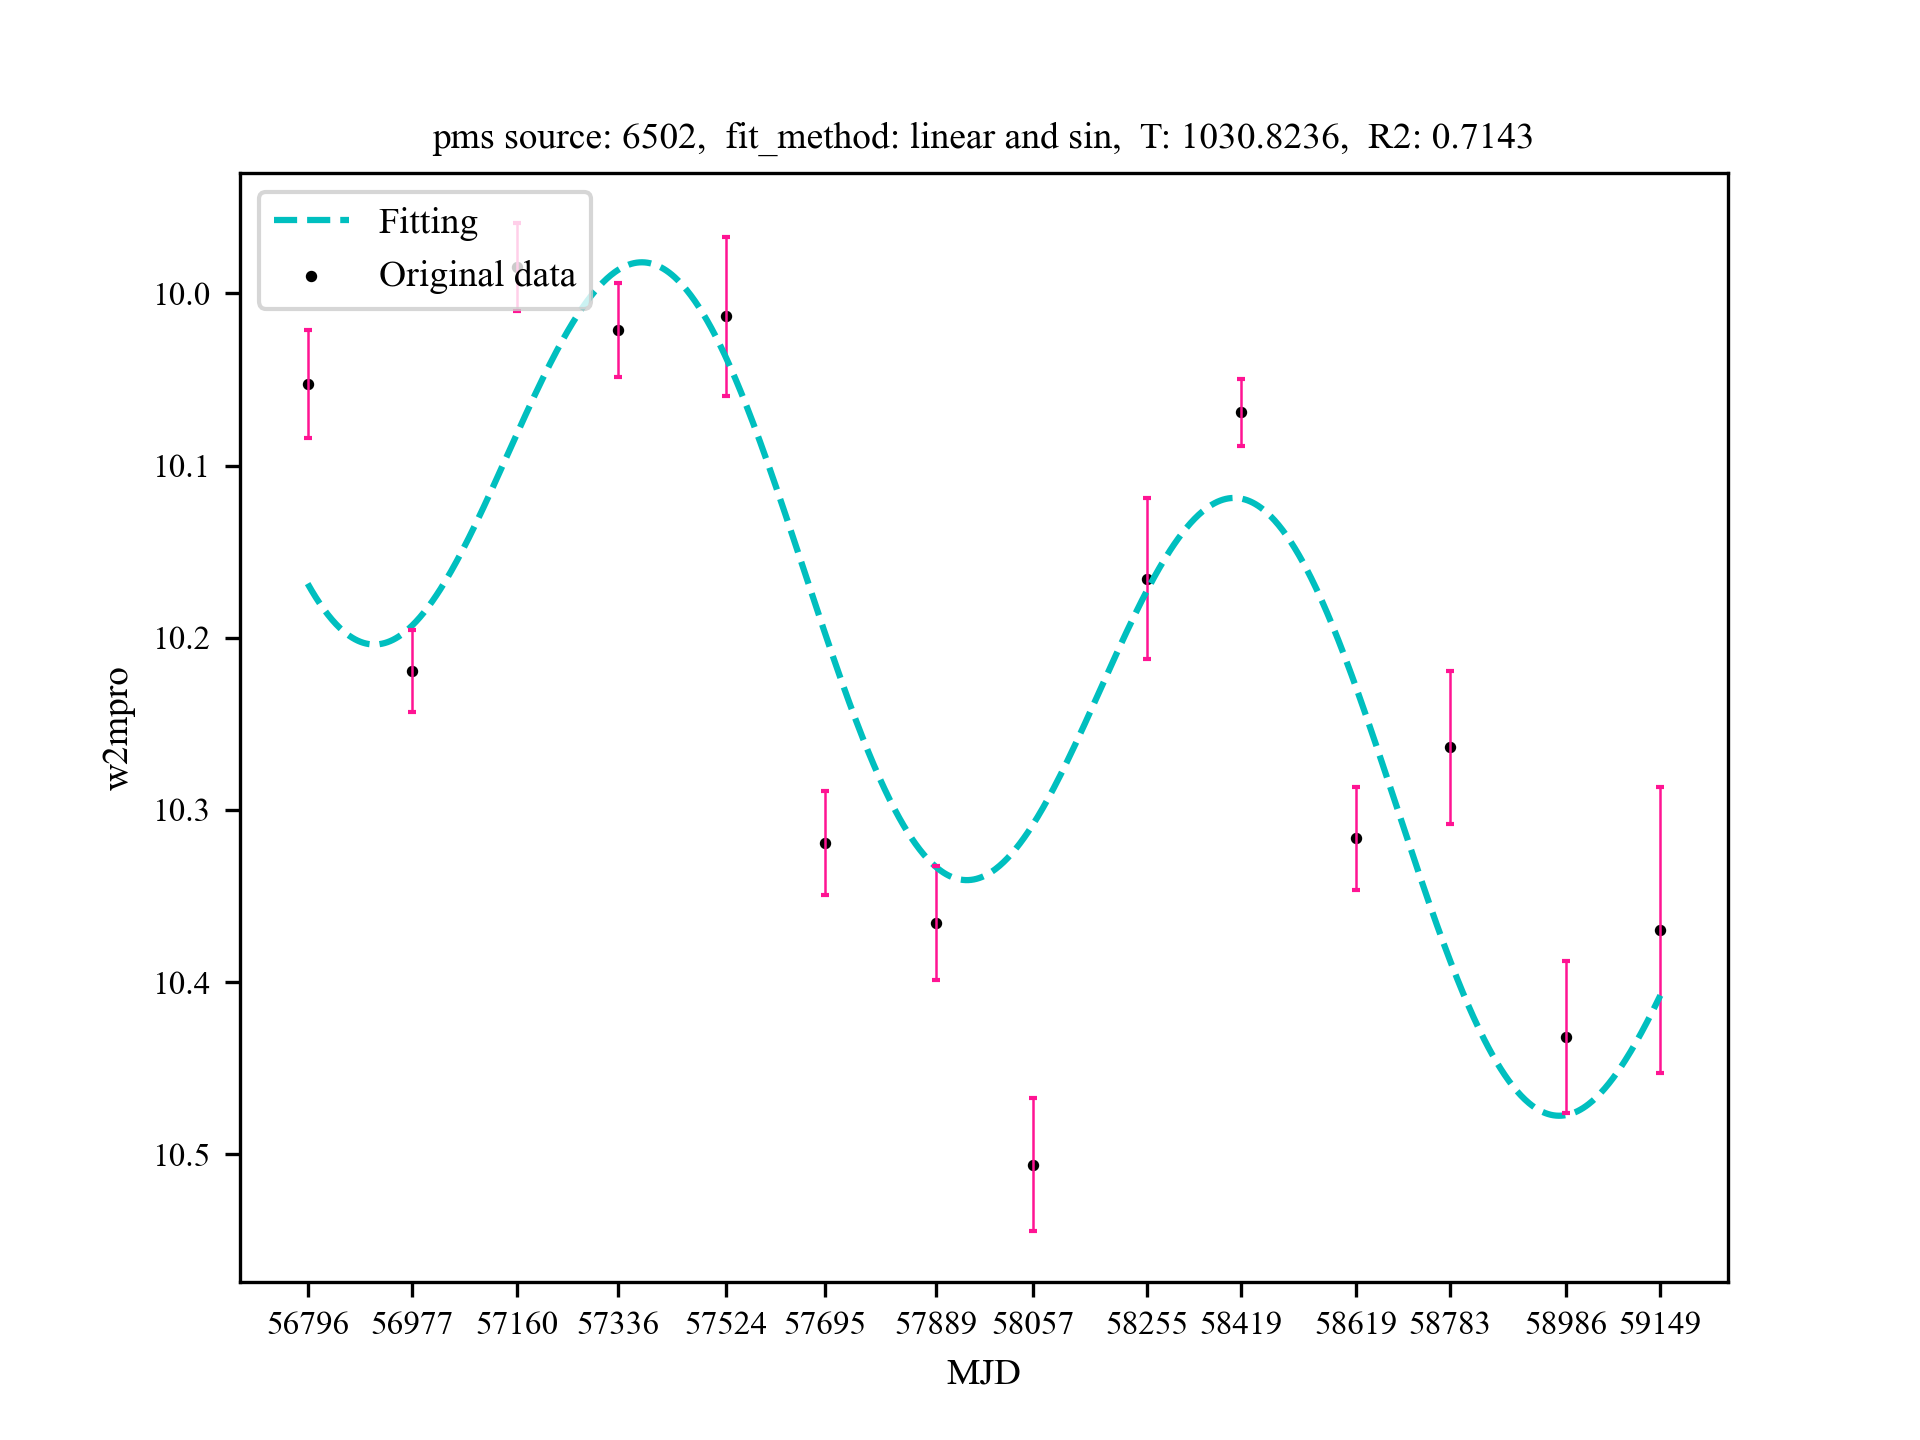 pms source: 6502, fit_method: linear and sin, T: 1030.8236, R2: 0.7143
Fitting
Original data
10.0
10.1
10.2
10.3
10.4
10.5
w2mpro
56796 56977 57160 57336 57524 57695 57889 58057 58255 58419 58619 58783 58986 59149
MJD